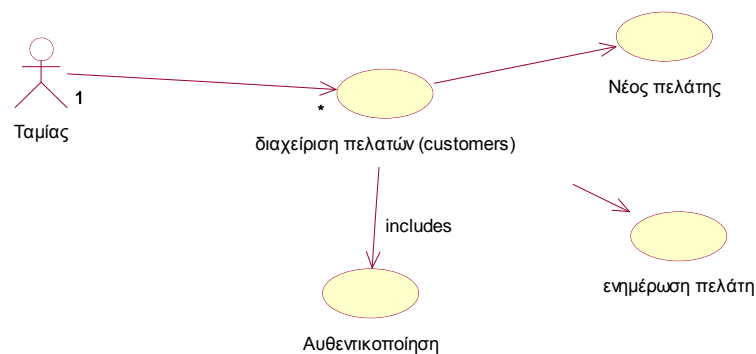 Νέος πελάτης
1
*
Ταμίας
διαχείριση πελατών (customers)
includes
ενημέρωση πελάτη
Αυθεντικοποίηση